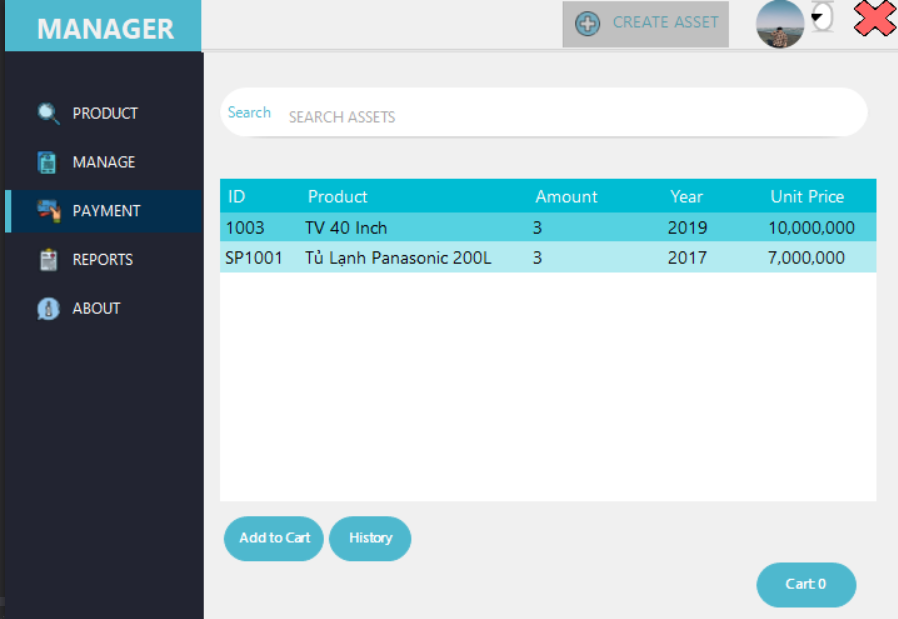 MANAGER
CREATE ASSET
PRODUCT
MANAGE
PAYMENT
REPORTS
ABOUT
Search SEARCH ASSETS
ID Product Amount Year Unit Price
1003 TV 40 Inch 3 2019 10,000,000
SP1001 Tủ Lạnh Panasonic 200L 3 2017 7,000,000
Add to Cart History
Cart: 0